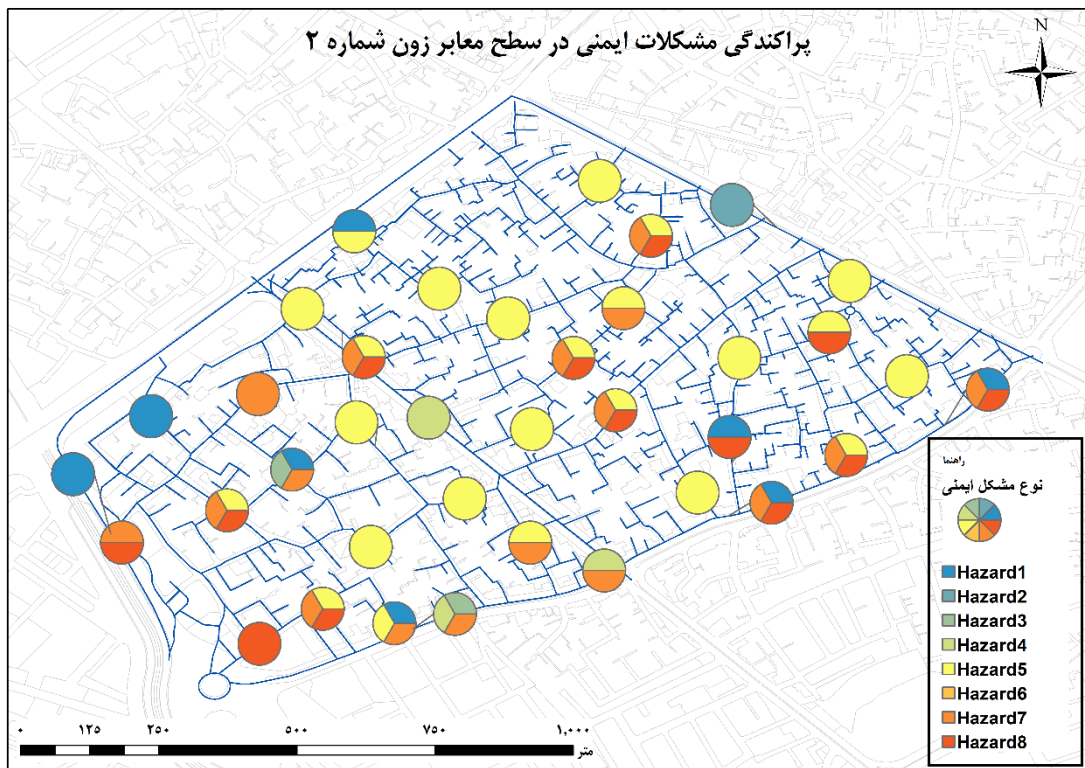 پراکندگی مشکلات ایمنی در سطح معابر زون شماره ۲
N
راهنما
نوع مشکل ایمنی
Hazard1
Hazard2
Hazard3
Hazard4
Hazard5
Hazard6
Hazard7
Hazard8
۰ ۱۲۵ ۲۵۰ ۵۰۰ ۷۵۰ ۱,۰۰۰
متر